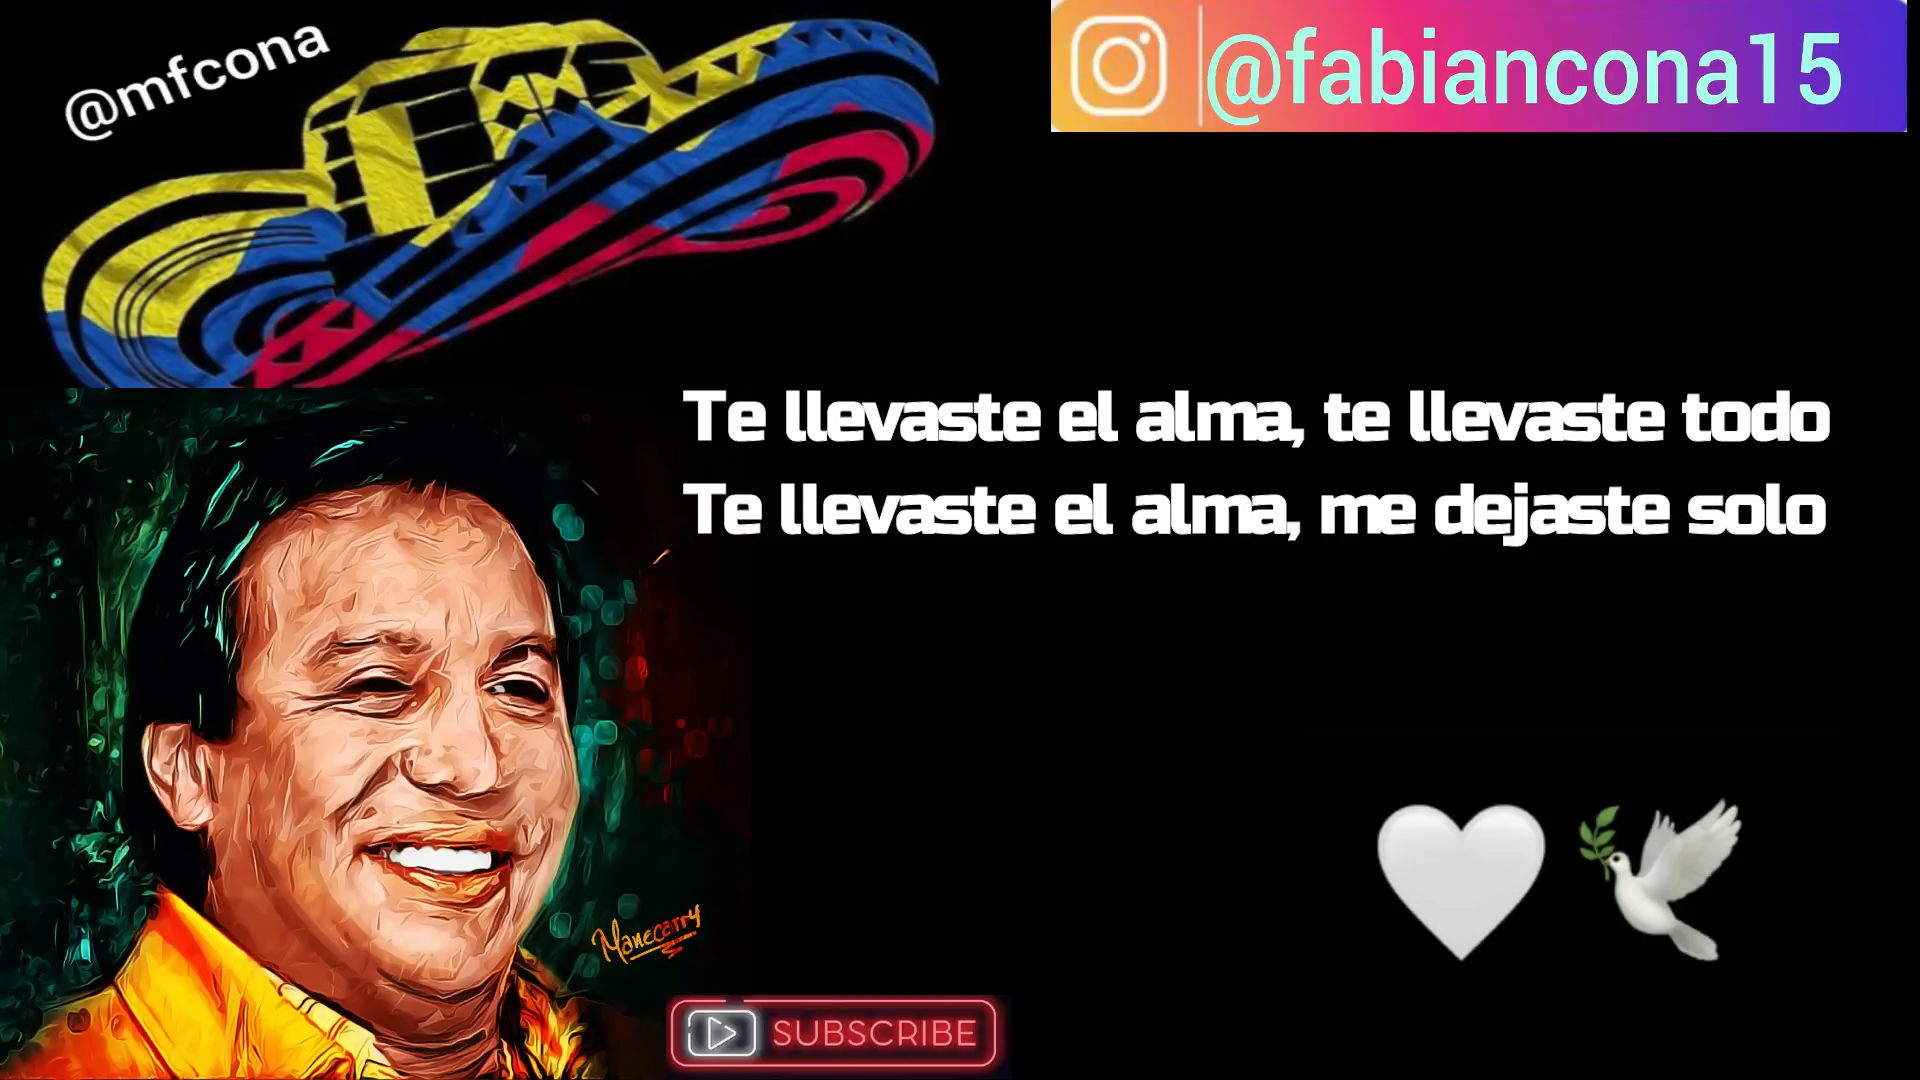 @mfcona
@fabiancona15
Te llevaste el alma, te llevaste todo
Te llevaste el alma, me dejaste solo
Manecarry
SUBSCRIBE